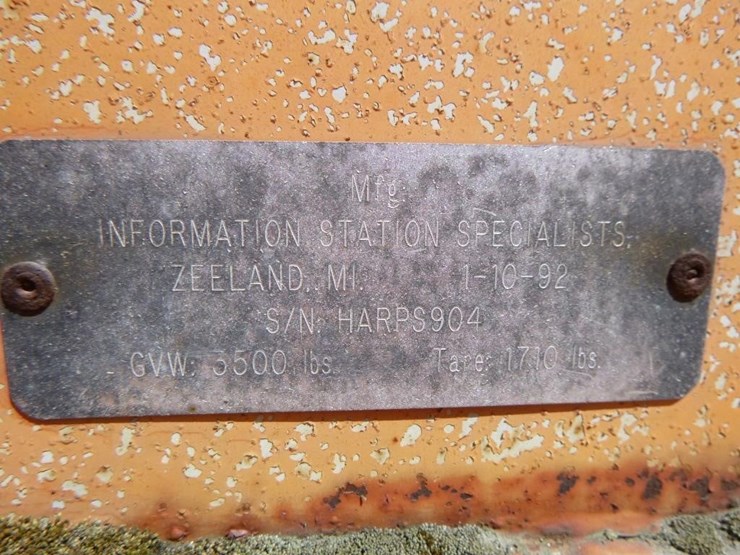 Mfg:
INFORMATION STATION SPECIALISTS,
ZEELAND, MI. 1-10-92
S/N: HARPS904
GVW: 3500 lbs. Tare: 1710 lbs.